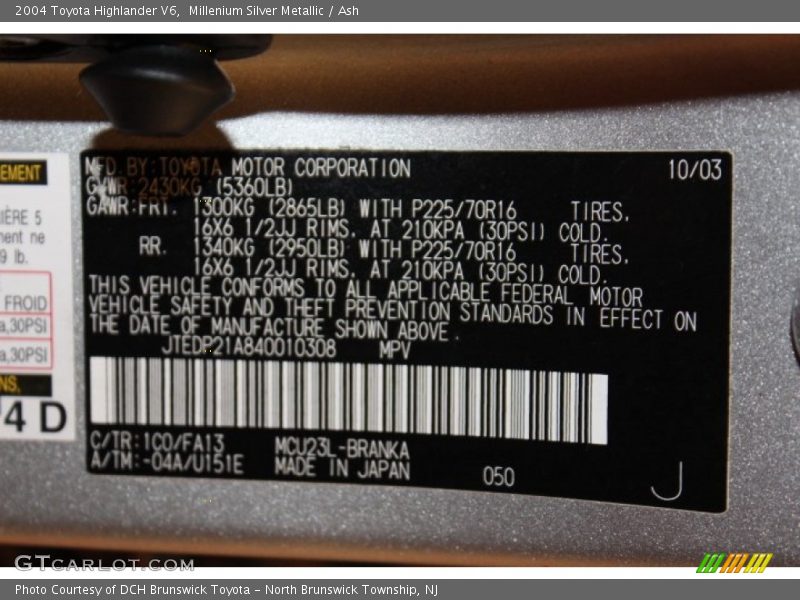 2004 Toyota Highlander V6,  Millenium Silver Metallic / Ash
MFD.BY:TOYOTA MOTOR CORPORATION 10/03
GVWR:2430KG (5360LB)
GAWR:FRT. 1300KG (2865LB) WITH P225/70R16 TIRES,
16X6 1/2JJ RIMS, AT 210KPA (30PSI) COLD.
RR. 1340KG (2950LB) WITH P225/70R16 TIRES,
16X6 1/2JJ RIMS, AT 210KPA (30PSI) COLD.
THIS VEHICLE CONFORMS TO ALL APPLICABLE FEDERAL MOTOR
VEHICLE SAFETY AND THEFT PREVENTION STANDARDS IN EFFECT ON
THE DATE OF MANUFACTURE SHOWN ABOVE
JTEDP21A840010308 MPV
C/TR:1C0/FA13 MCU23L-BRANKA
A/TM:-04A/U151E MADE IN JAPAN 050 J
EMENT
IÈRE 5
ment ne
9 lb.
FROID
a,30PSI
a,30PSI
NS.
4 D
GTCARLOT.COM
Photo Courtesy of DCH Brunswick Toyota – North Brunswick Township, NJ